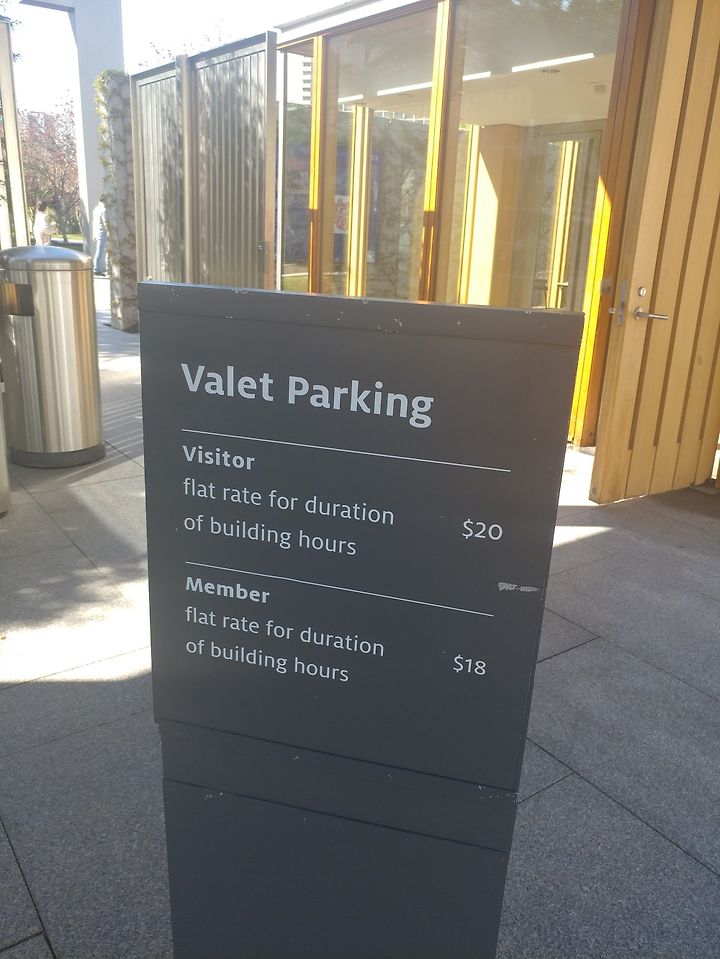 Valet Parking
Visitor
flat rate for duration
of building hours
$20
Member
flat rate for duration
of building hours
$18